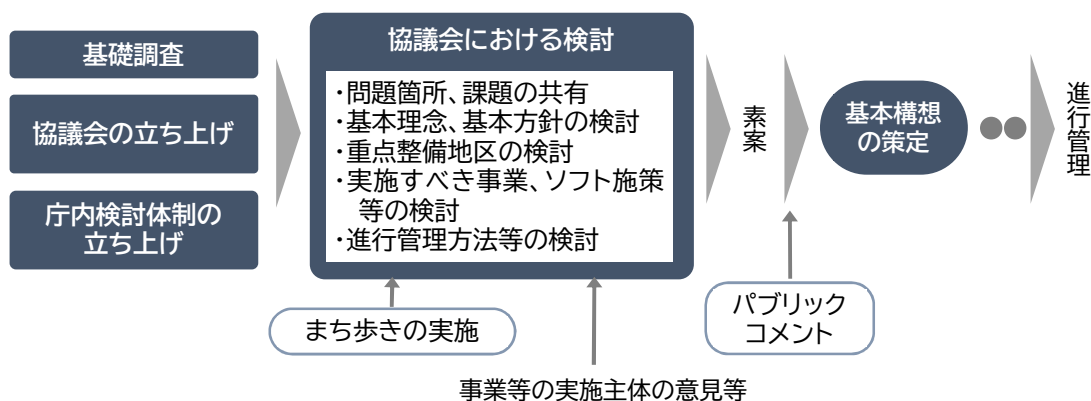 基礎調査
協議会の立ち上げ
庁内検討体制の
立ち上げ
協議会における検討
・問題箇所、課題の共有
・基本理念、基本方針の検討
・重点整備地区の検討
・実施すべき事業、ソフト施策
等の検討
・進行管理方法等の検討
まち歩きの実施
事業等の実施主体の意見等
素案
パブリック
コメント
基本構想
の策定
進行管理